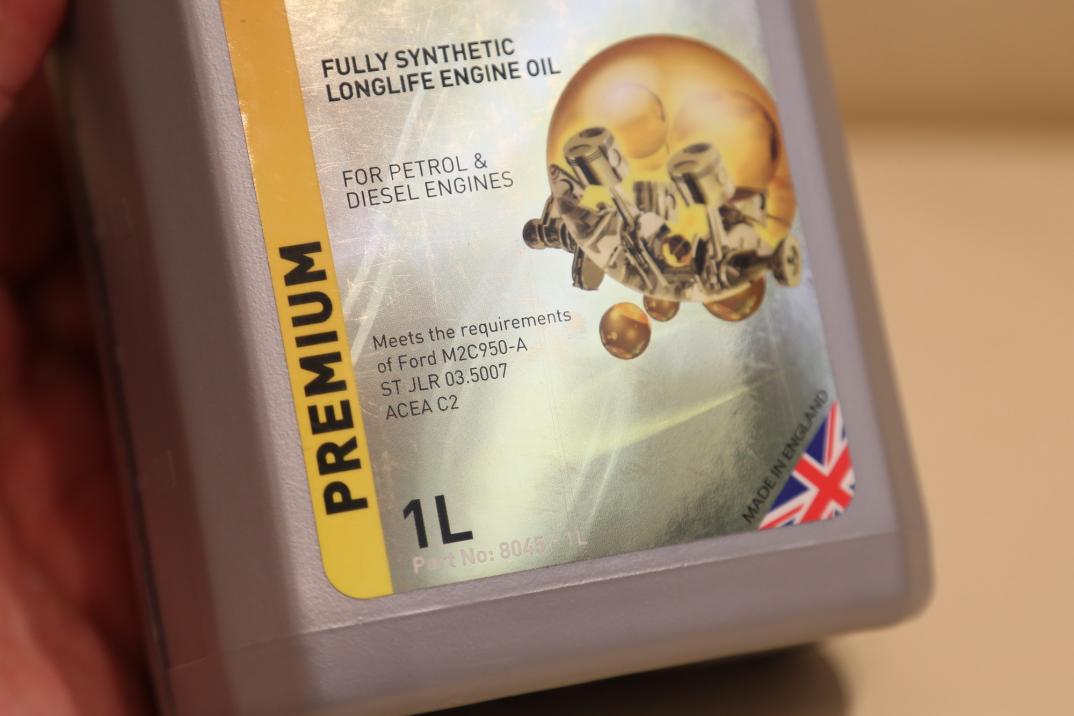 FULLY SYNTHETIC
LONGLIFE ENGINE OIL
FOR PETROL &
DIESEL ENGINES
PREMIUM
Meets the requirements
of Ford M2C950-A
ST JLR 03.5007
ACEA C2
MADE IN ENGLAND
1L
Part No: 8045 - 1L